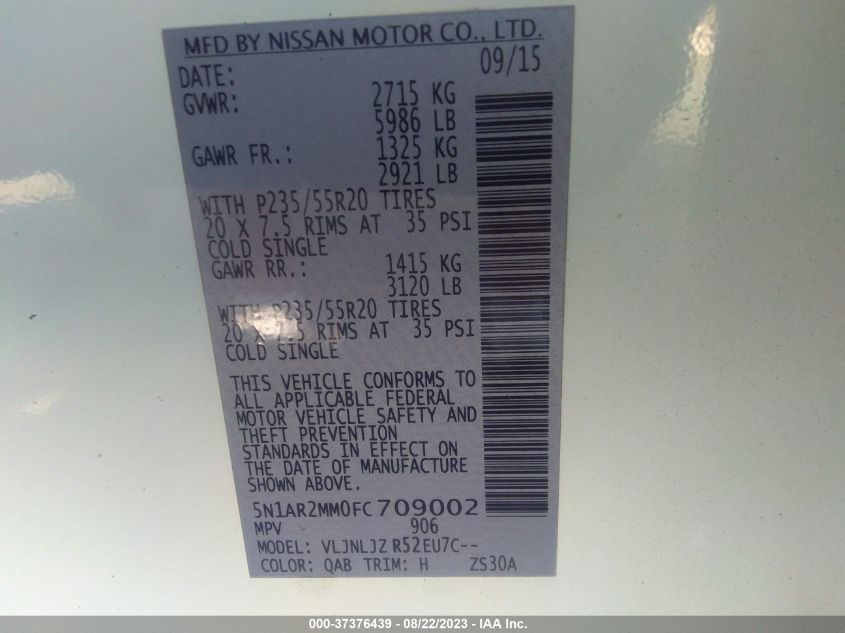 MFD BY NISSAN MOTOR CO., LTD.
DATE: 09/15
GVWR: 2715 KG
5986 LB
GAWR FR.: 1325 KG
2921 LB
WITH P235/55R20 TIRES
20 X 7.5 RIMS AT 35 PSI
COLD SINGLE
GAWR RR.: 1415 KG
3120 LB
WITH P235/55R20 TIRES
20 X 7.5 RIMS AT 35 PSI
COLD SINGLE
THIS VEHICLE CONFORMS TO
ALL APPLICABLE FEDERAL
MOTOR VEHICLE SAFETY AND
THEFT PREVENTION
STANDARDS IN EFFECT ON
THE DATE OF MANUFACTURE
SHOWN ABOVE.
5N1AR2MM0FC709002
MPV 906
MODEL: VLJNLJZ R52EU7C--
COLOR: QAB TRIM: H ZS30A
000-37376439 - 08/22/2023 - IAA Inc.